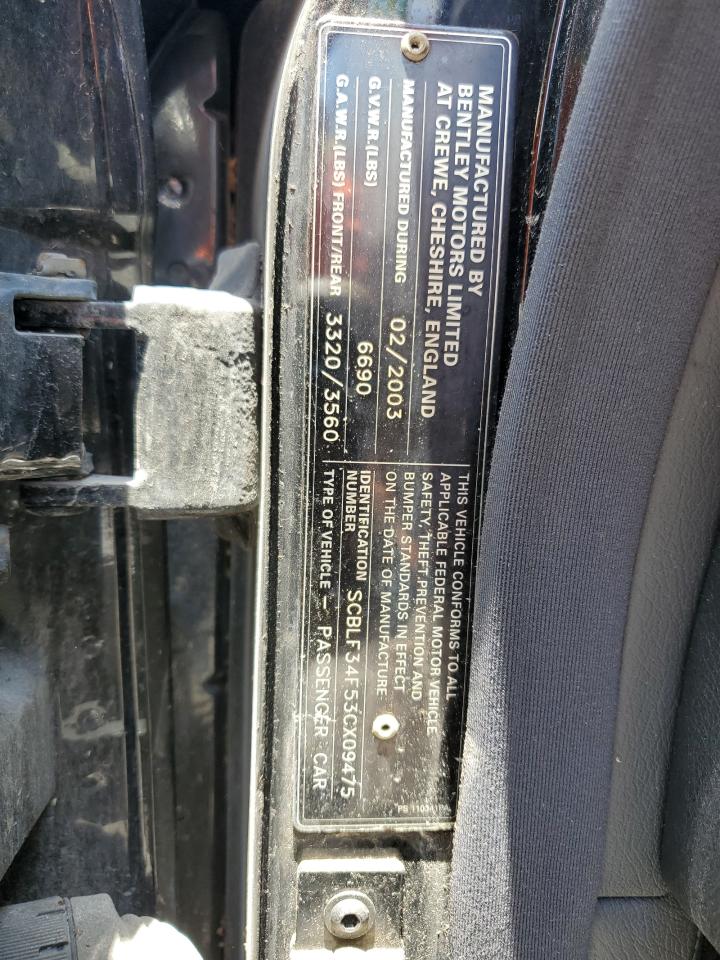 MANUFACTURED BY
BENTLEY MOTORS LIMITED
AT CREWE, CHESHIRE, ENGLAND
MANUFACTURED DURING 02/2003
G.V.W.R.(LBS) 6690
G.A.W.R.(LBS) FRONT/REAR 3320/3560
THIS VEHICLE CONFORMS TO ALL
APPLICABLE FEDERAL MOTOR VEHICLE
SAFETY, THEFT PREVENTION AND
BUMPER STANDARDS IN EFFECT
ON THE DATE OF MANUFACTURE
IDENTIFICATION
NUMBER SCBLF34F53CX09475
TYPE OF VEHICLE - PASSENGER CAR